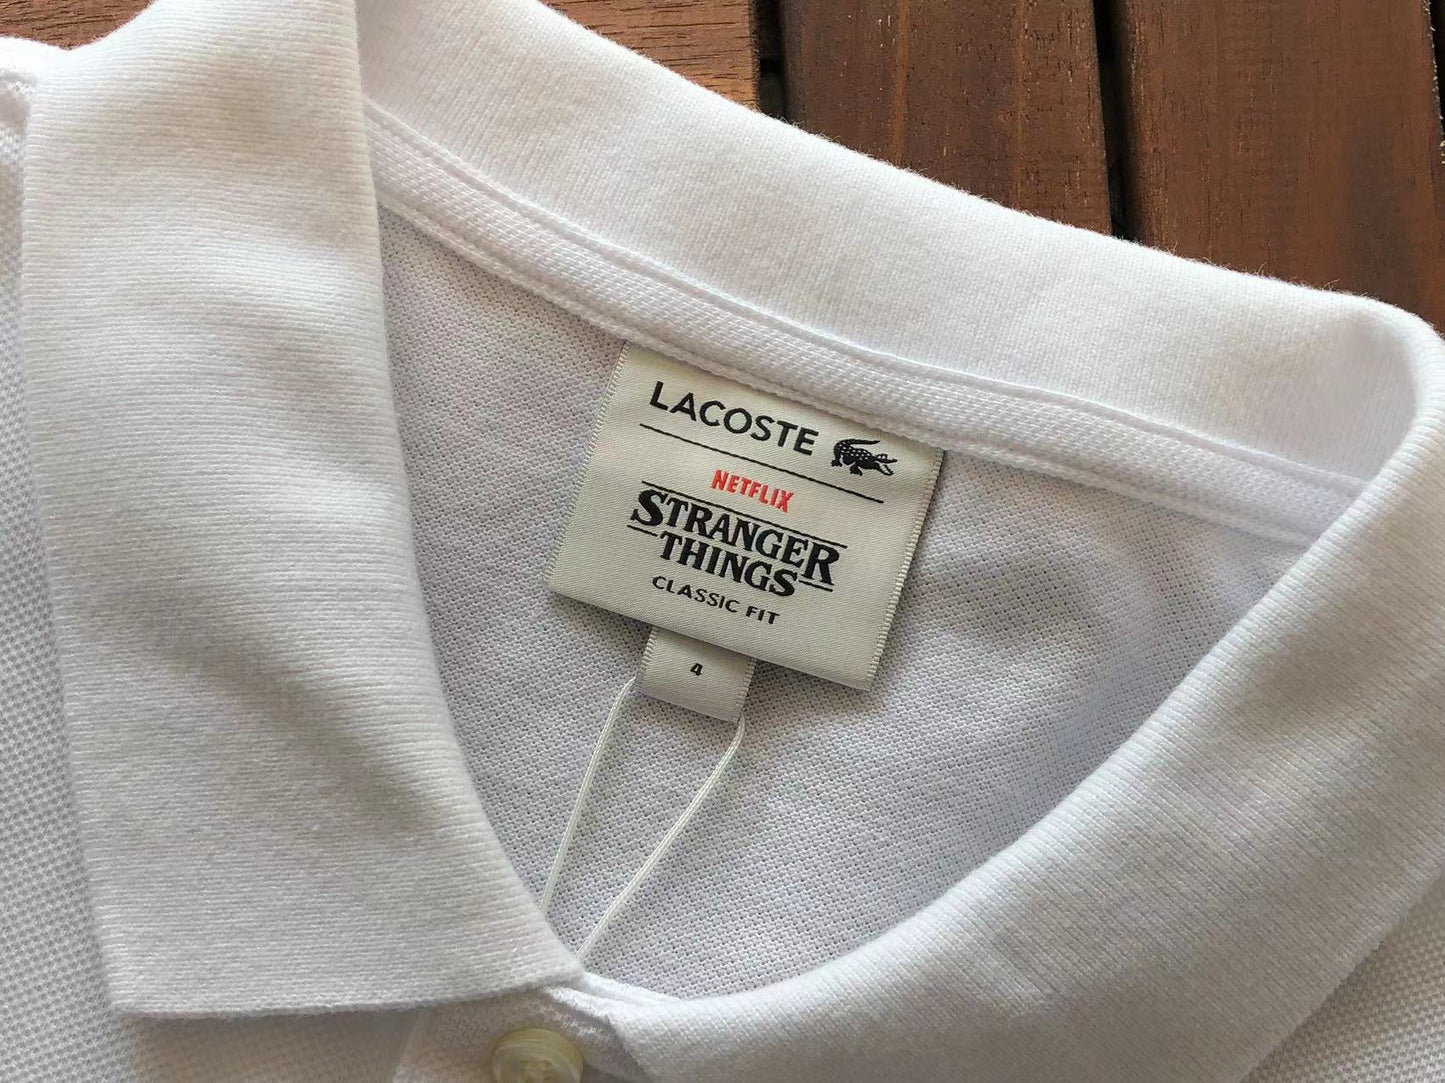 LACOSTE
NETFLIX
STRANGER
THINGS
CLASSIC FIT
4